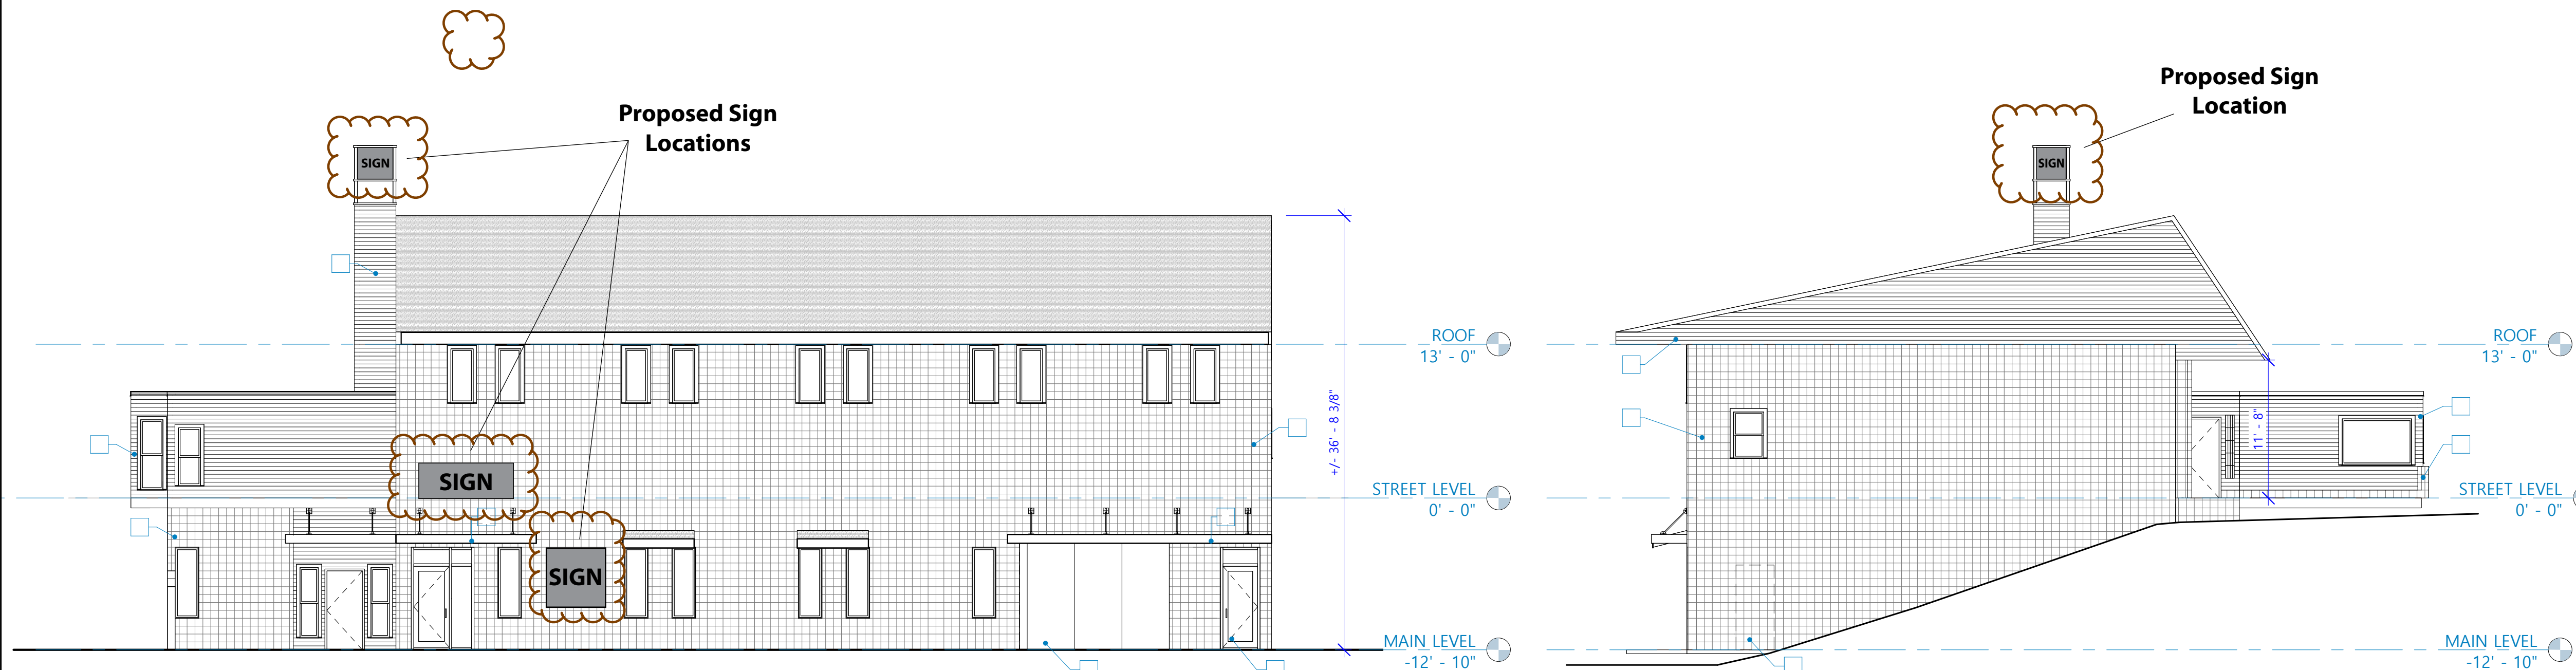 Proposed Sign
Locations
SIGN
SIGN
SIGN
+/- 36' - 8 3/8"
ROOF
13' - 0"
STREET LEVEL
0' - 0"
MAIN LEVEL
-12' - 10"
Proposed Sign
Location
SIGN
11' - 8"
ROOF
13' - 0"
STREET LEVEL
0' - 0"
MAIN LEVEL
-12' - 10"